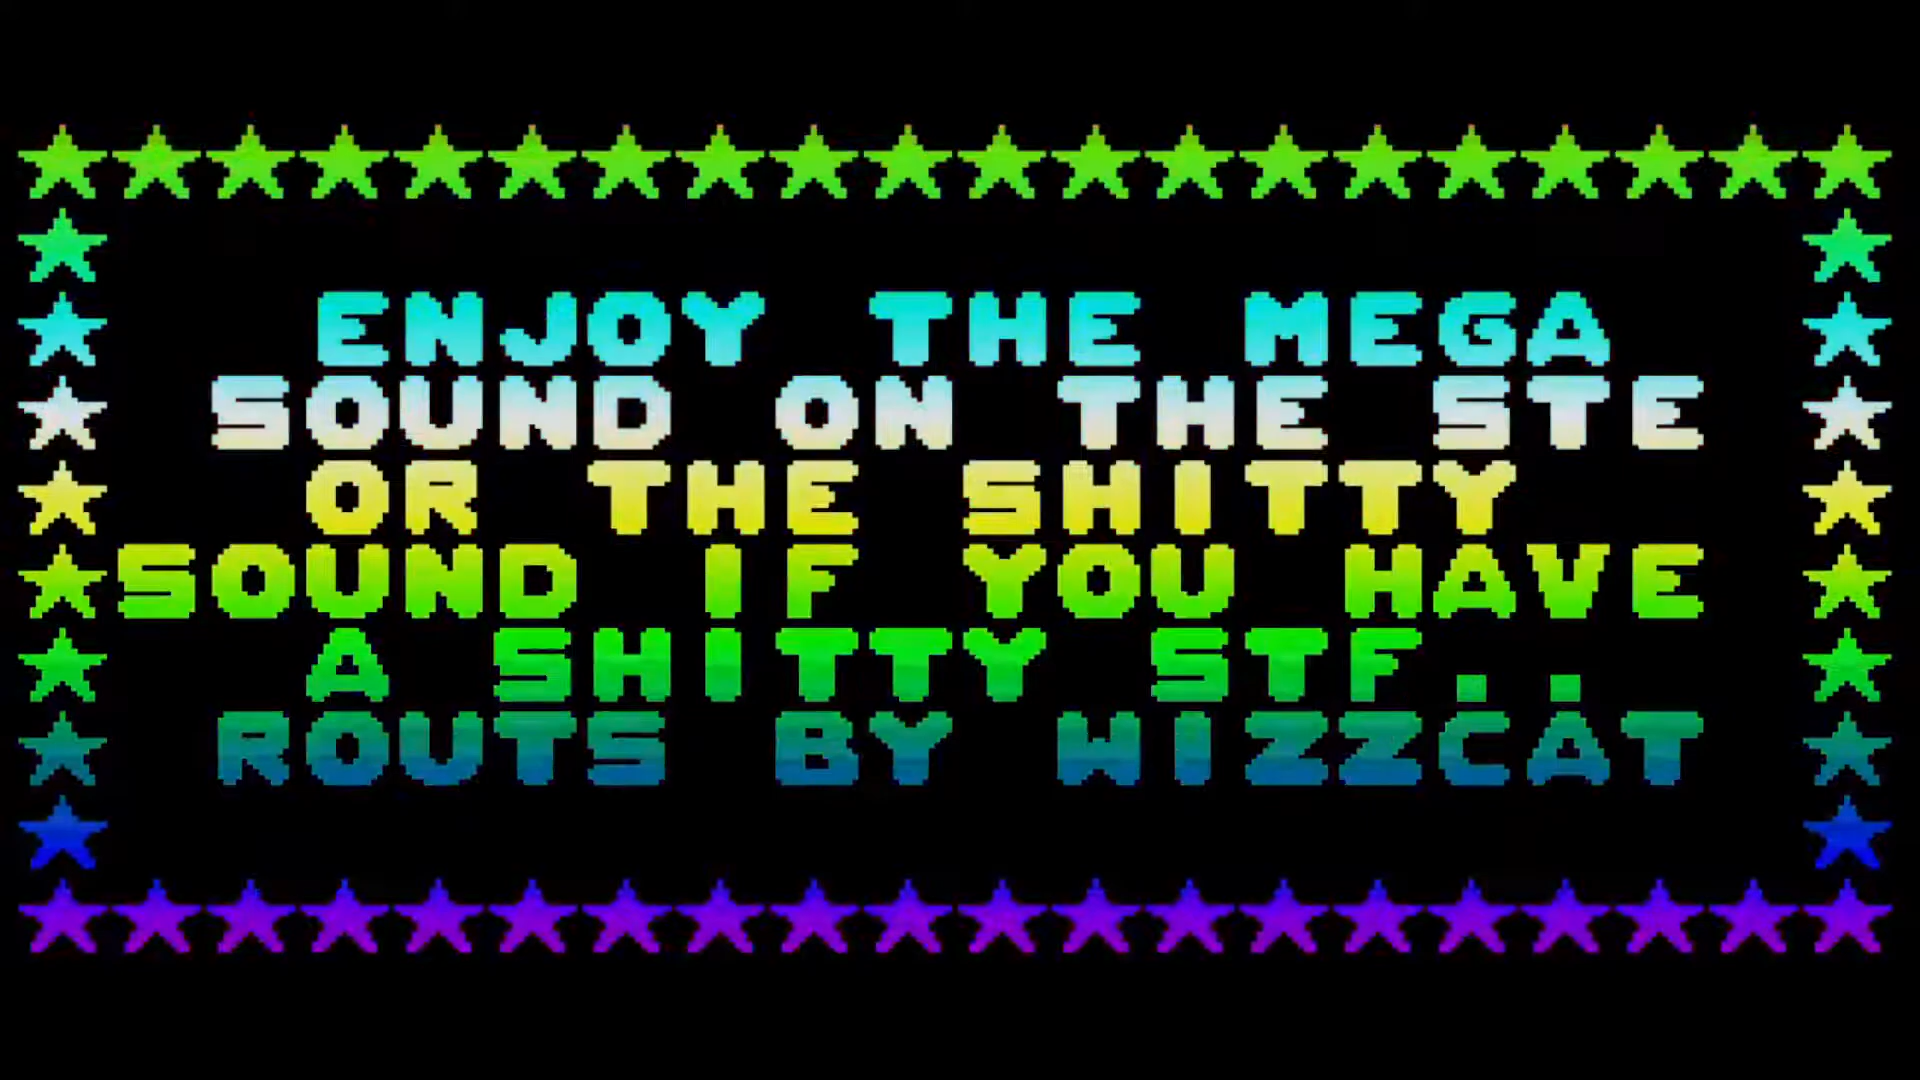 ENJOY THE MEGA
SOUND ON THE STE
OR THE SHITTY
SOUND IF YOU HAVE
A SHITTY STF..
ROUTS BY WIZZCAT